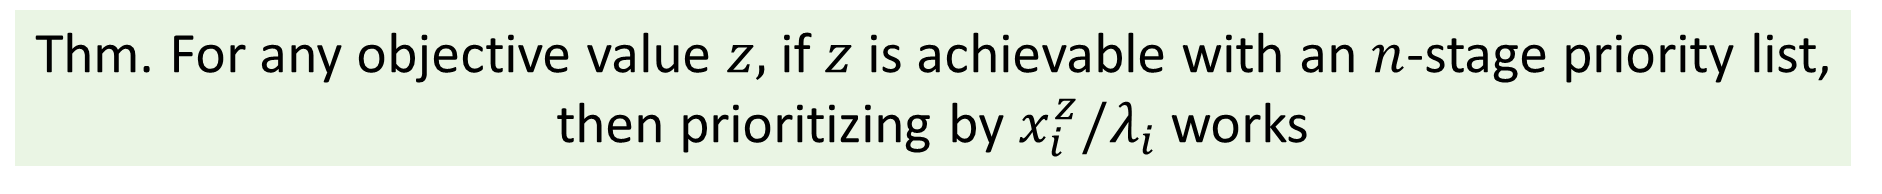 Thm. For any objective value z, if z is achievable with an n-stage priority list,
then prioritizing by x_i^z/λ_i works